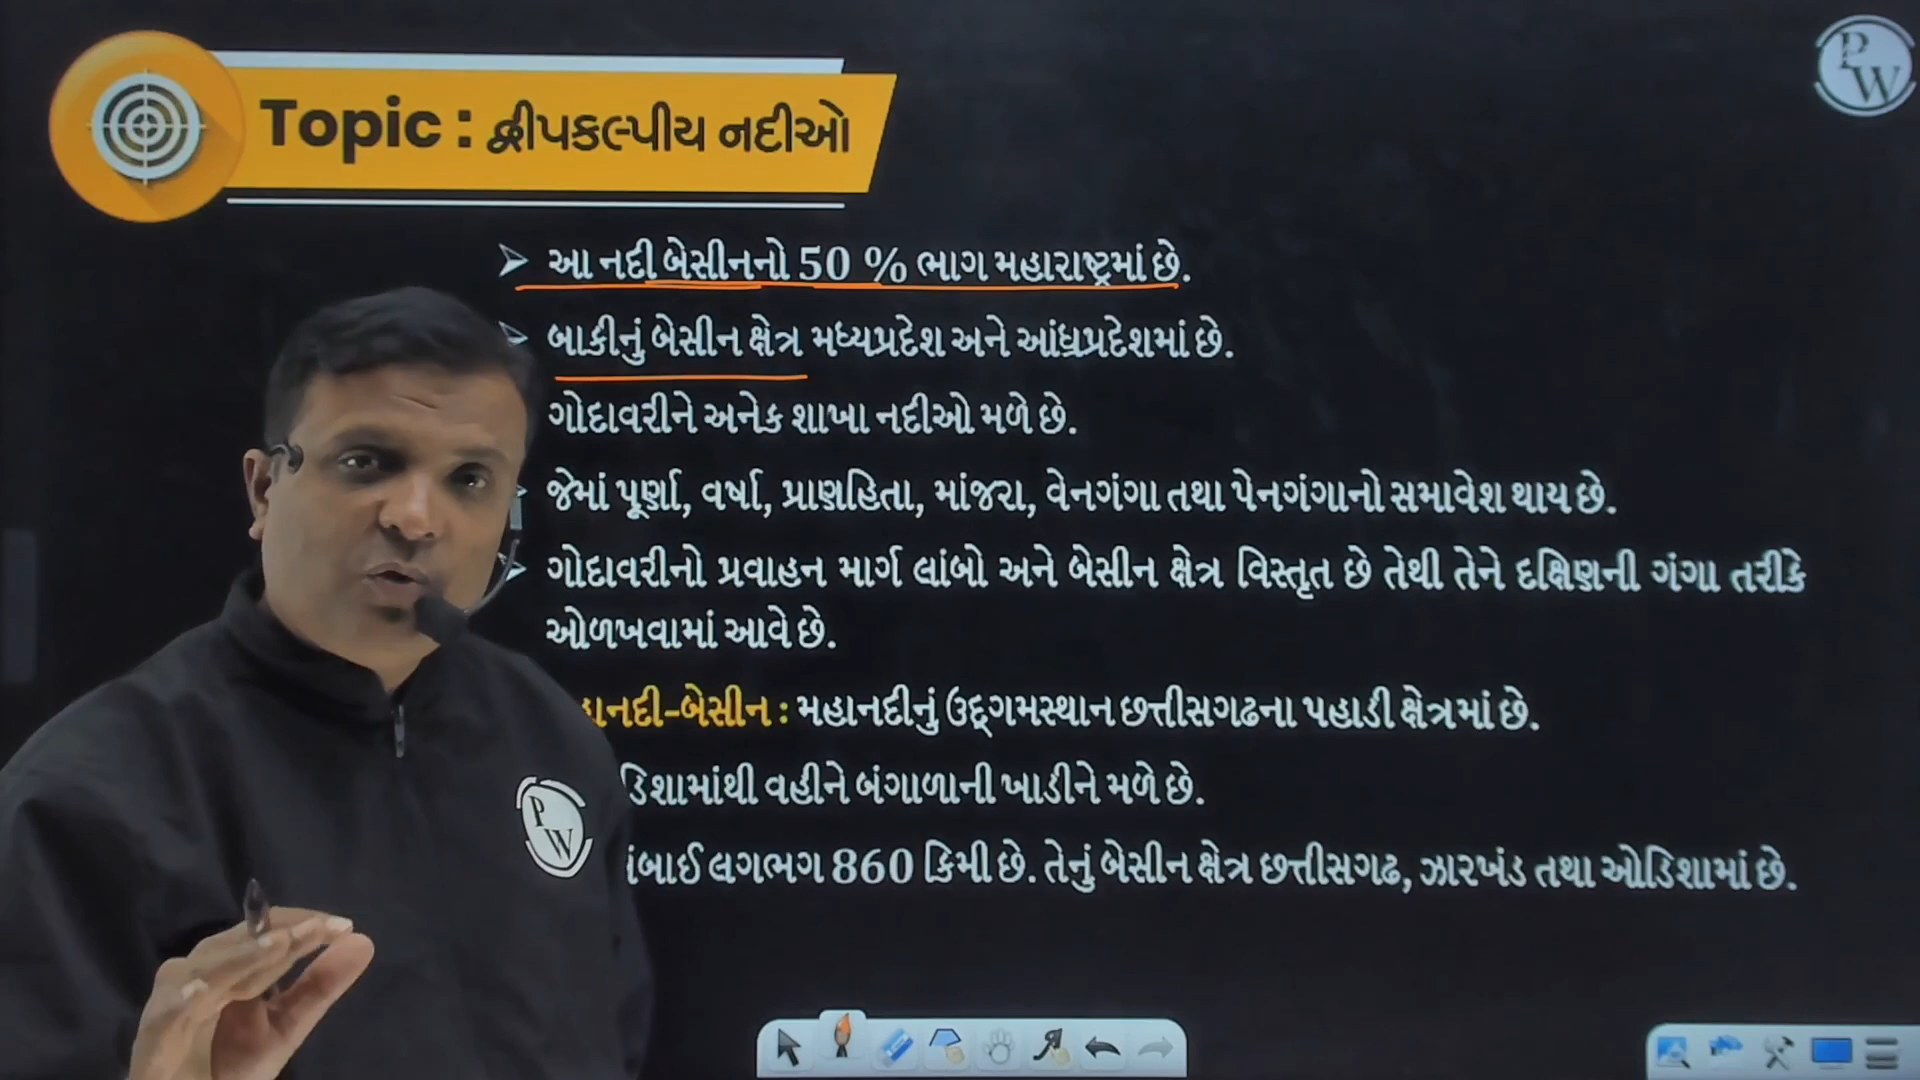 PW
Topic : દ્વીપકલ્પીય નદીઓ
➢ આ નદી બેસીનનો 50 % ભાગ મહારાષ્ટ્રમાં છે.
બાકીનું બેસીન ક્ષેત્ર મધ્યપ્રદેશ અને આંધ્રપ્રદેશમાં છે.
ગોદાવરીને અનેક શાખા નદીઓ મળે છે.
જેમાં પૂર્ણા, વર્ષા, પ્રાણહિતા, માંજરા, વેનગંગા તથા પેનગંગાનો સમાવેશ થાય છે.
ગોદાવરીનો પ્રવાહન માર્ગ લાંબો અને બેસીન ક્ષેત્ર વિસ્તૃત છે તેથી તેને દક્ષિણની ગંગા તરીકે
ઓળખવામાં આવે છે.
નદી-બેસીન : મહાનદીનું ઉદ્‌ગમસ્થાન છત્તીસગઢના પહાડી ક્ષેત્રમાં છે.
વહીને બંગાળાની ખાડીને મળે છે.
લગભગ 860 કિમી છે. તેનું બેસીન ક્ષેત્ર છત્તીસગઢ, ઝારખંડ તથા ઓડિશામાં છે.
PW